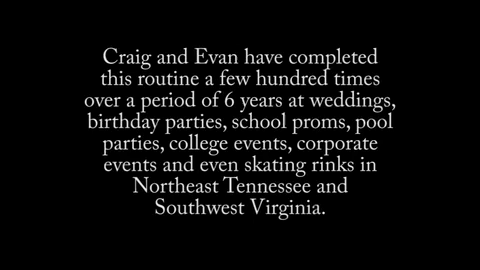 Craig and Evan have completed
this routine a few hundred times
over a period of 6 years at weddings,
birthday parties, school proms, pool
parties, college events, corporate
events and even skating rinks in
Northeast Tennessee and
Southwest Virginia.